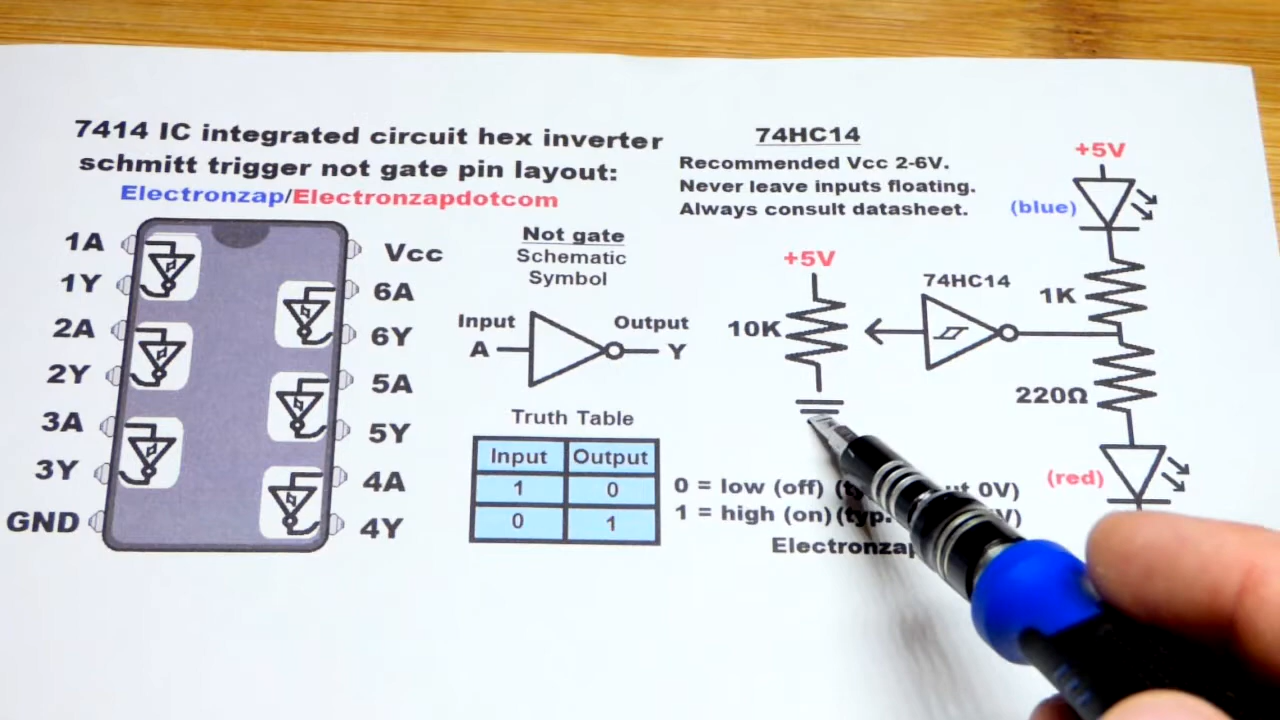 7414 IC integrated circuit hex inverter
schmitt trigger not gate pin layout:
Electronzap/Electronzapdotcom
1A
1Y
2A
2Y
3A
3Y
GND
Vcc
6A
6Y
5A
5Y
4A
4Y
Not gate
Schematic
Symbol
Input
A
Output
Y
Truth Table
Input Output
1 0
0 1
74HC14
Recommended Vcc 2-6V.
Never leave inputs floating.
Always consult datasheet.
+5V
10K
74HC14
+5V
(blue)
1K
220Ω
(red)
0 = low (off) 0V)
1 = high (on) (typ.